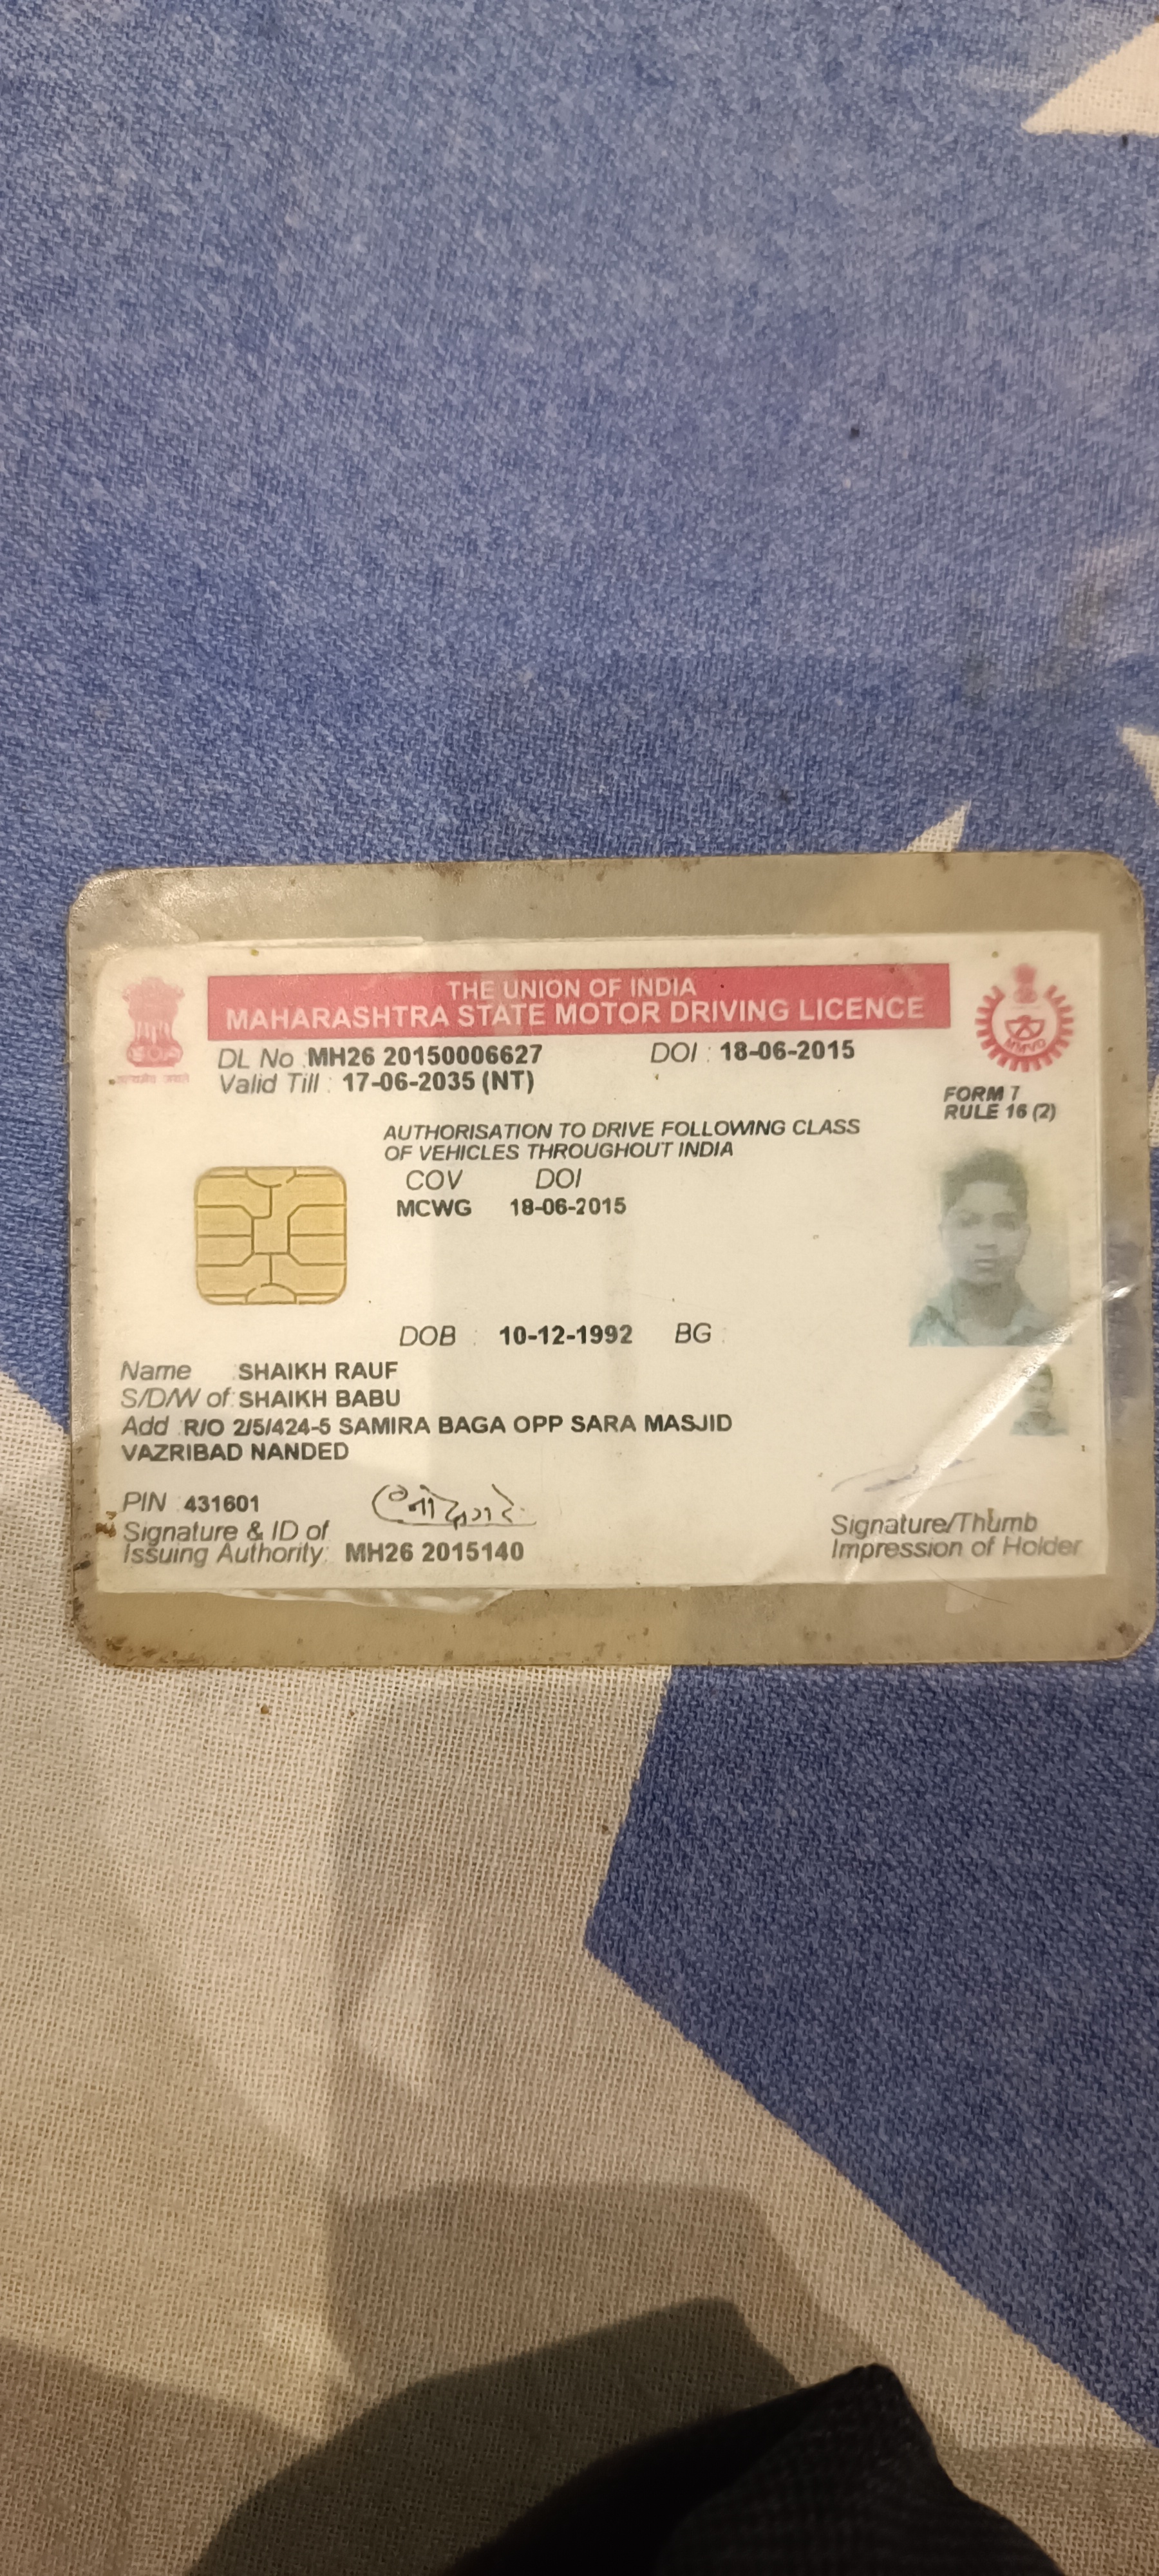 THE UNION OF INDIA
MAHARASHTRA STATE MOTOR DRIVING LICENCE
DL No : MH26 20150006627 DOI : 18-06-2015
Valid Till : 17-06-2035 (NT)
सत्यमेव जयते
MMVD
FORM 7
RULE 16 (2)
AUTHORISATION TO DRIVE FOLLOWING CLASS
OF VEHICLES THROUGHOUT INDIA
COV DOI
MCWG 18-06-2015
DOB : 10-12-1992 BG :
Name : SHAIKH RAUF
S/D/W of : SHAIKH BABU
Add : R/O 2/5/424-5 SAMIRA BAGA OPP SARA MASJID
VAZRIBAD NANDED
PIN : 431601
Signature & ID of
Issuing Authority: MH26 2015140
Signature/Thumb
Impression of Holder